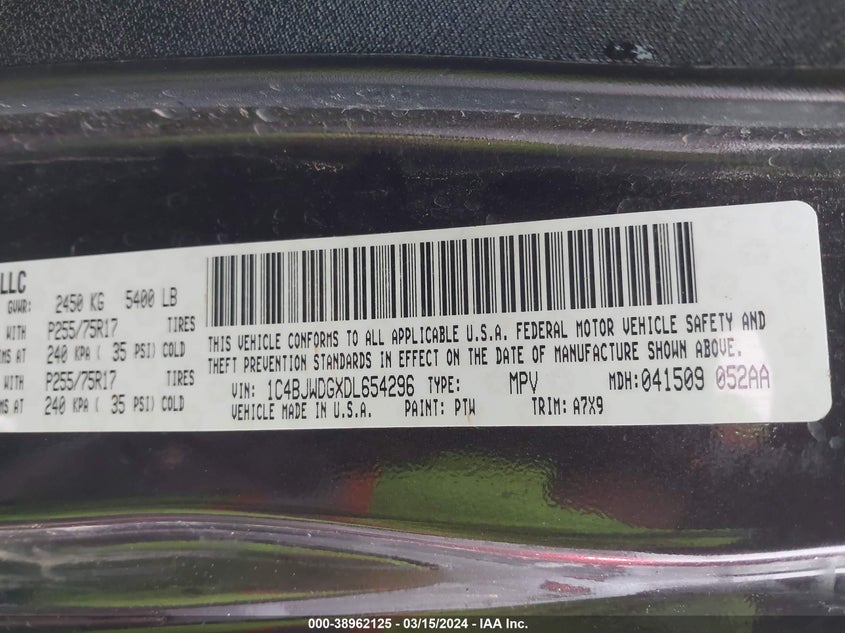 LLC
GVWR: 2450 KG 5400 LB
WITH P255/75R17 TIRES
MS AT 240 KPA ( 35 PSI) COLD
WITH P255/75R17 TIRES
MS AT 240 KPA ( 35 PSI) COLD
THIS VEHICLE CONFORMS TO ALL APPLICABLE U.S.A. FEDERAL MOTOR VEHICLE SAFETY AND
THEFT PREVENTION STANDARDS IN EFFECT ON THE DATE OF MANUFACTURE SHOWN ABOVE.
VIN: 1C4BJWDGXDL654296 TYPE: MPV MDH:041509 052AA
VEHICLE MADE IN U.S.A. PAINT: PTW TRIM: A7X9
000-38962125 - 03/15/2024 - IAA Inc.